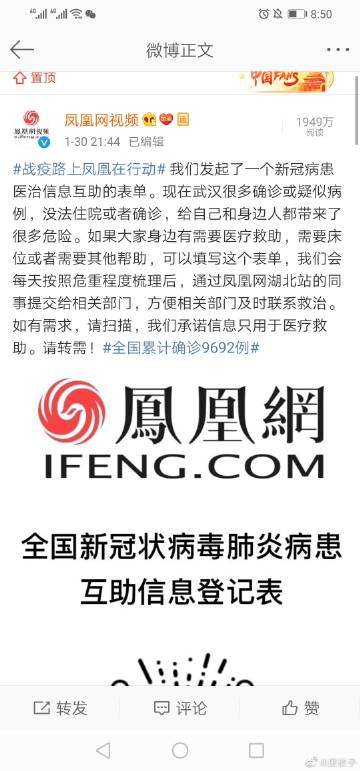 4G 4G 8:50
微博正文
置顶
中国FANS
凤凰网视频
鳳凰網視频
1-30 21:44 已编辑
1949万
阅读
#战疫路上凤凰在行动# 我们发起了一个新冠病患
医治信息互助的表单。现在武汉很多确诊或疑似病
例，没法住院或者确诊，给自己和身边人都带来了
很多危险。如果大家身边有需要医疗救助，需要床
位或者需要其他帮助，可以填写这个表单，我们会
每天按照危重程度梳理后，通过凤凰网湖北站的同
事提交给相关部门，方便相关部门及时联系救治。
如有需求，请扫描，我们承诺信息只用于医疗救
助。请转需！#全国累计确诊9692例#
鳳凰網
IFENG.COM
全国新冠状病毒肺炎病患
互助信息登记表
转发 评论 赞